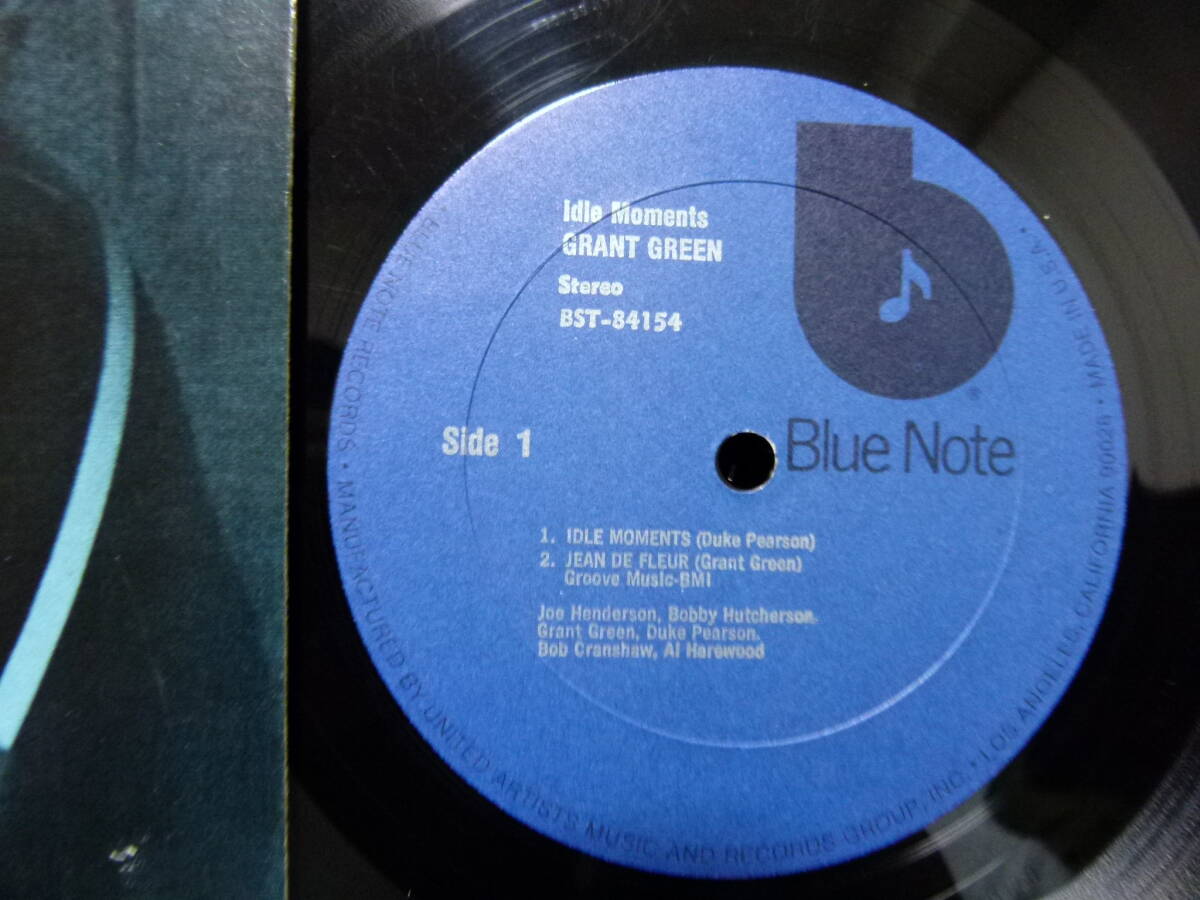 Idle Moments
GRANT GREEN
Stereo
BST-84154
Side 1
Blue Note
®
1. IDLE MOMENTS (Duke Pearson)
2. JEAN DE FLEUR (Grant Green)
Groove Music-BMI
Joe Henderson, Bobby Hutcherson,
Grant Green, Duke Pearson,
Bob Cranshaw, Al Harewood
BLUE NOTE RECORDS • MANUFACTURED BY UNITED ARTISTS MUSIC AND RECORDS GROUP, INC. • LOS ANGELES, CALIFORNIA 90028 • MADE IN U.S.A. •